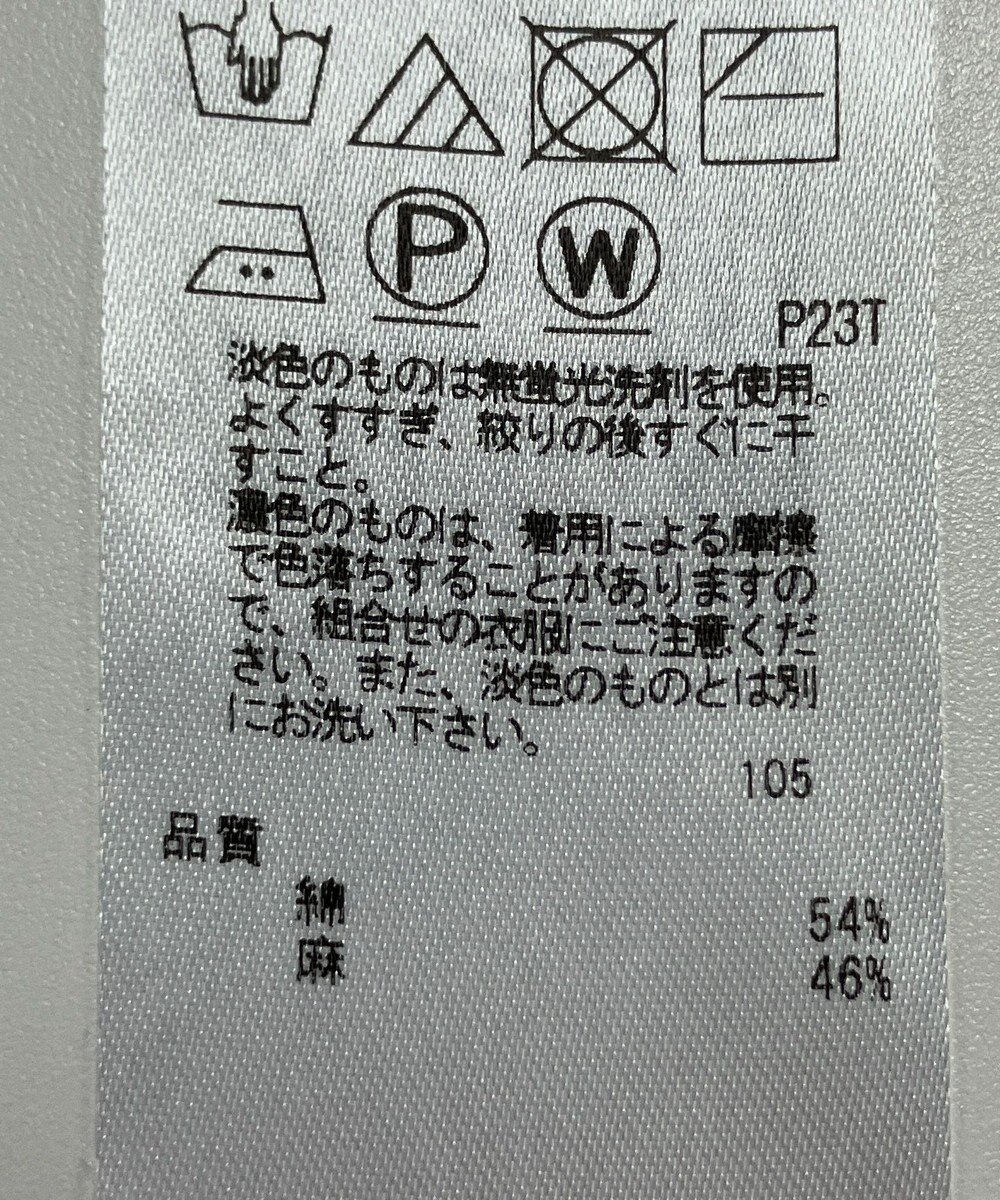 P
W
P23T
淡色のものは無蛍光洗剤を使用。
よくすすぎ、絞りの後すぐに干
すこと。
濃色のものは、着用による摩擦
で色落ちすることがありますの
で、組合せの衣服にご注意くだ
さい。また、淡色のものとは別
にお洗い下さい。
105
品質
綿 54%
麻 46%